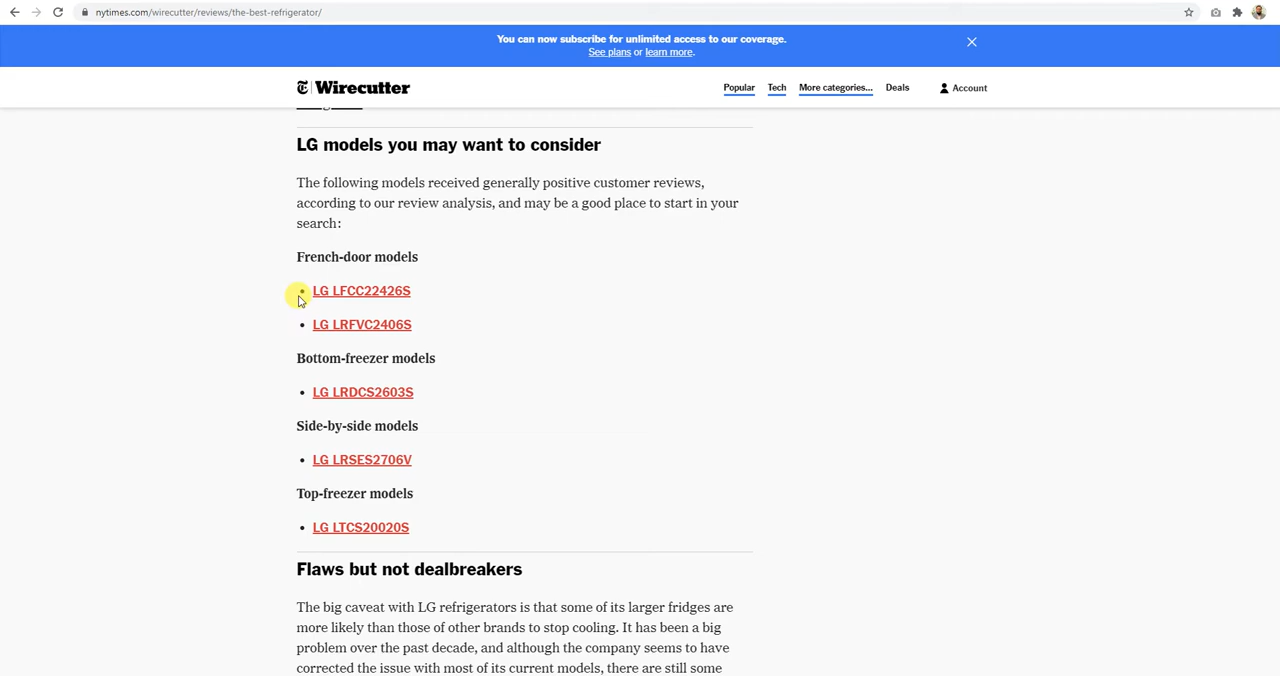 nytimes.com/wirecutter/reviews/the-best-refrigerator/
You can now subscribe for unlimited access to our coverage.
See plans or learn more.
Wirecutter
Popular
Tech
More categories...
Deals
Account
LG models you may want to consider
The following models received generally positive customer reviews,
according to our review analysis, and may be a good place to start in your
search:
French-door models
• LG LFCC22426S
• LG LRFVC2406S
Bottom-freezer models
• LG LRDCS2603S
Side-by-side models
• LG LRSES2706V
Top-freezer models
• LG LTCS20020S
Flaws but not dealbreakers
The big caveat with LG refrigerators is that some of its larger fridges are
more likely than those of other brands to stop cooling. It has been a big
problem over the past decade, and although the company seems to have
corrected the issue with most of its current models, there are still some